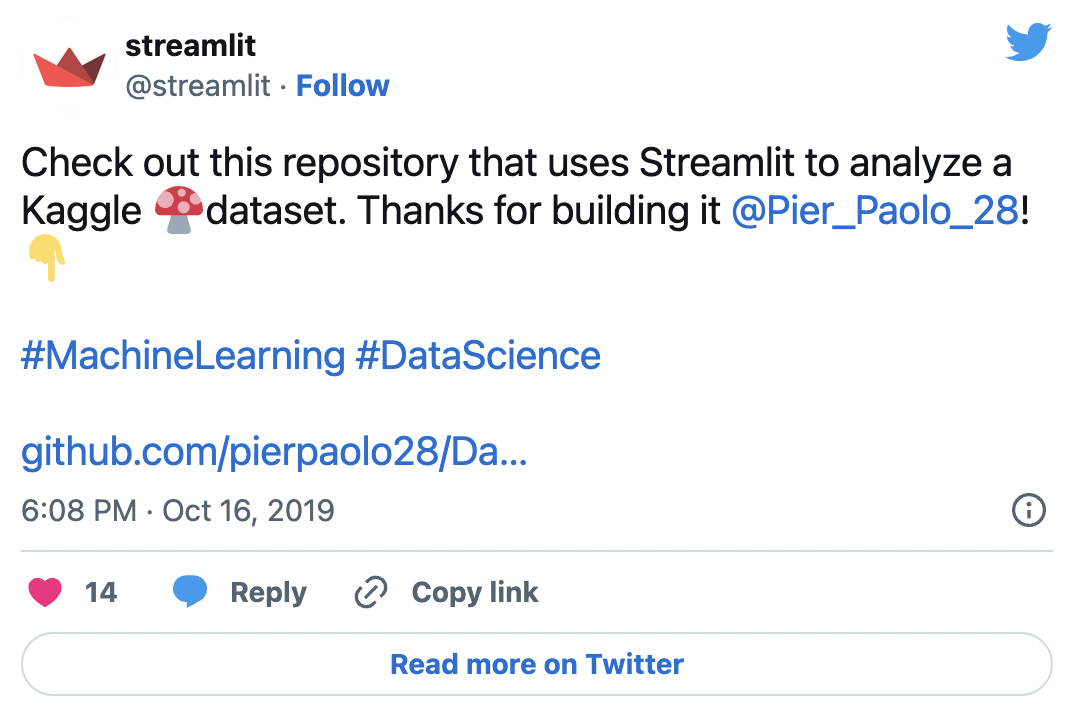 streamlit
@streamlit · Follow
Check out this repository that uses Streamlit to analyze a
Kaggle 🍄dataset. Thanks for building it @Pier_Paolo_28!
👇
#MachineLearning #DataScience
github.com/pierpaolo28/Da...
6:08 PM · Oct 16, 2019
14 Reply Copy link
Read more on Twitter